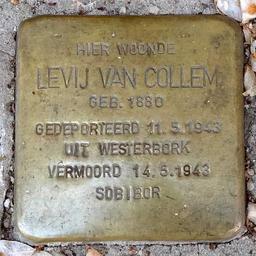 HIER WOONDE
LEVIJ VAN COLLEM
GEB. 1880
GEDEPORTEERD 11.5.1943
UIT WESTERBORK
VERMOORD 14.5.1943
SOBIBOR